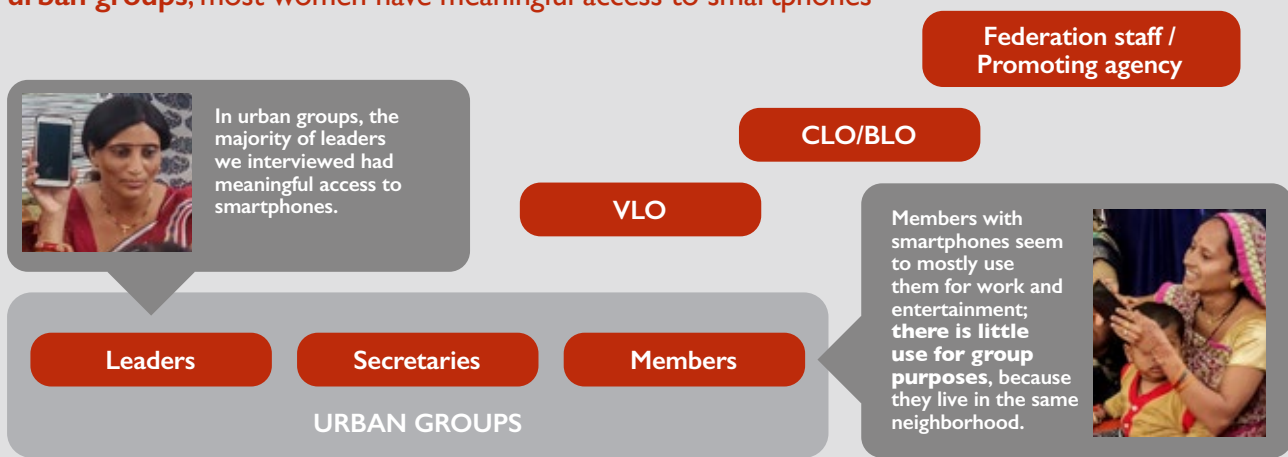 urban groups, most women have meaningful access to smartphones
Federation staff /
Promoting agency
In urban groups, the
majority of leaders
we interviewed had
meaningful access to
smartphones.
CLO/BLO
VLO
Members with
smartphones seem
to mostly use
them for work and
entertainment;
there is little
use for group
purposes, because
they live in the same
neighborhood.
Leaders
Secretaries
Members
URBAN GROUPS